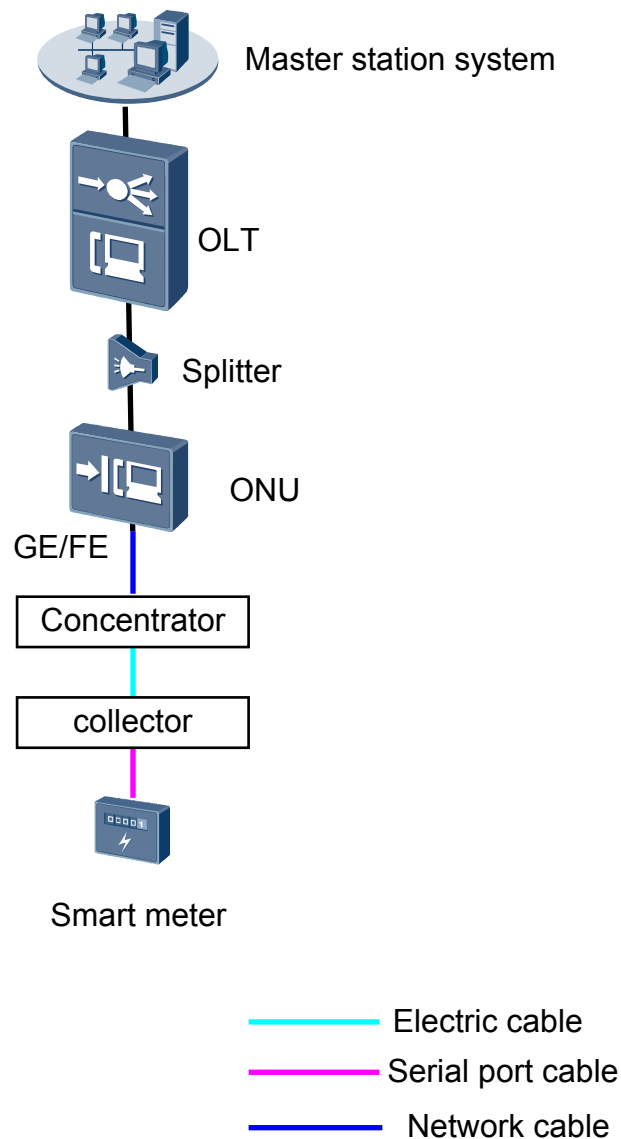 Master station system
OLT
Splitter
ONU
GE/FE
Concentrator
collector
00001
Smart meter
Electric cable
Serial port cable
Network cable